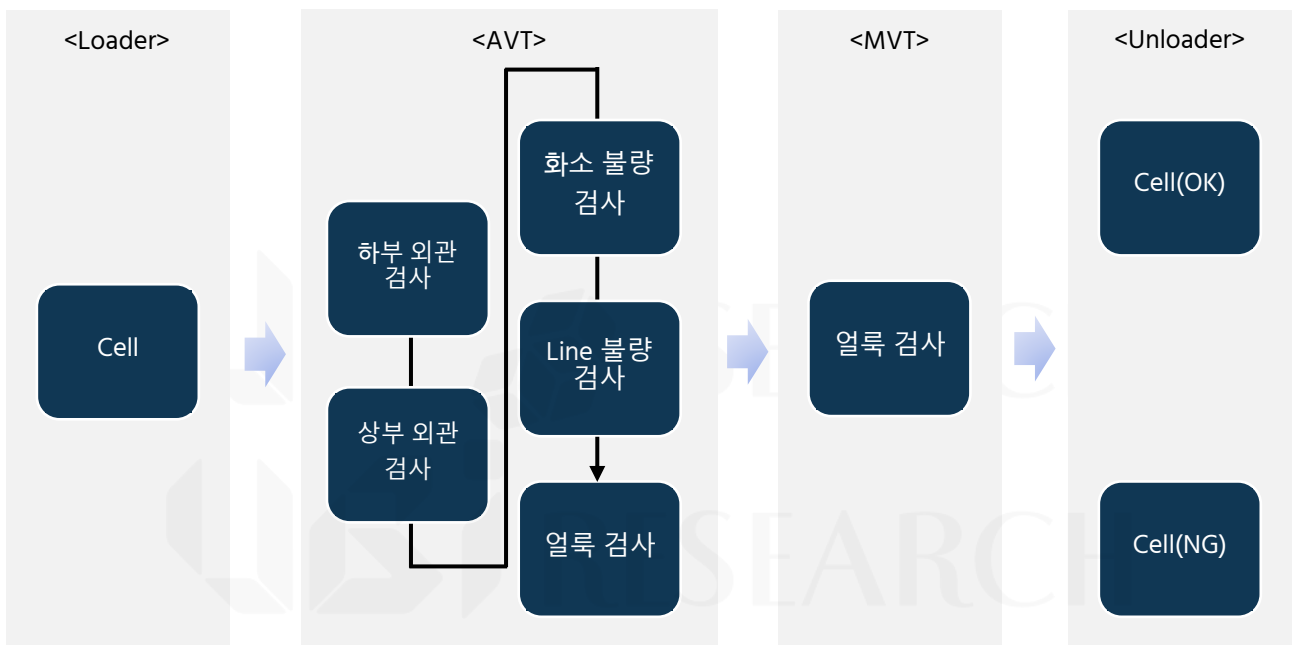 <Loader>
Cell
<AVT>
하부 외관
검사
상부 외관
검사
화소 불량
검사
Line 불량
검사
얼룩 검사
<MVT>
얼룩 검사
<Unloader>
Cell(OK)
Cell(NG)
RESEARCH